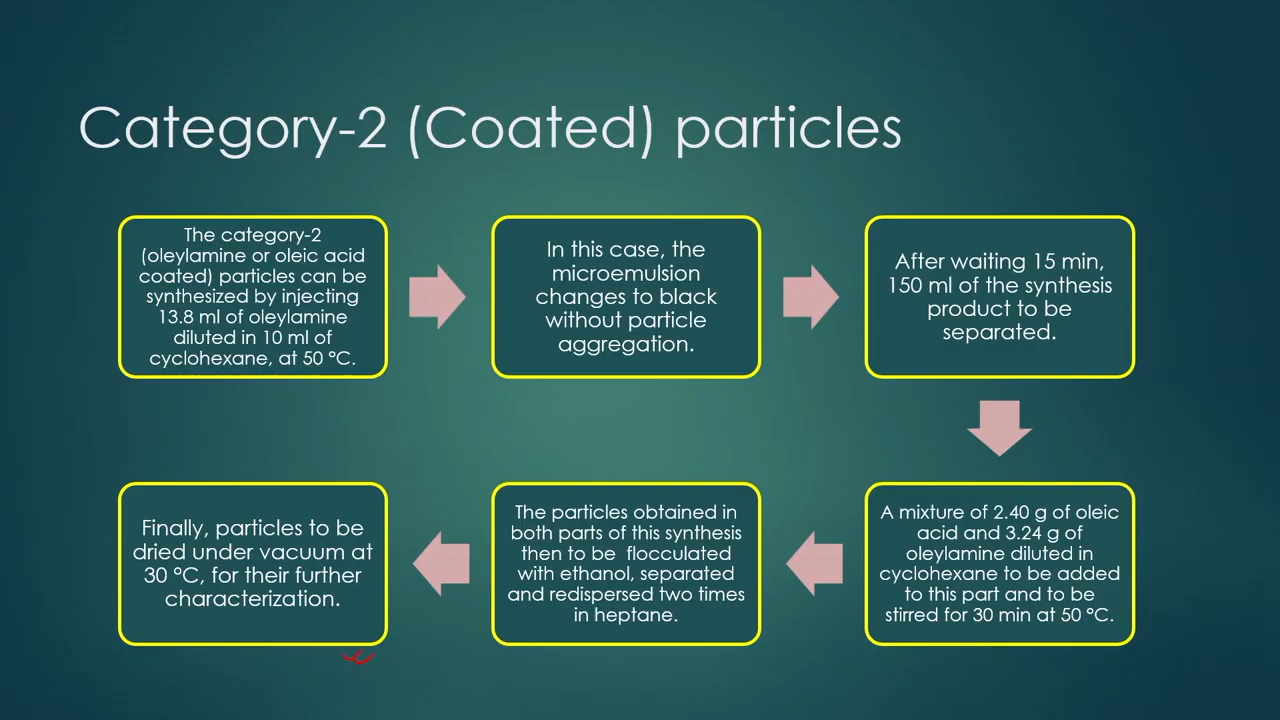 Category-2 (Coated) particles
The category-2
(oleylamine or oleic acid
coated) particles can be
synthesized by injecting
13.8 ml of oleylamine
diluted in 10 ml of
cyclohexane, at 50 °C.
In this case, the
microemulsion
changes to black
without particle
aggregation.
After waiting 15 min,
150 ml of the synthesis
product to be
separated.
A mixture of 2.40 g of oleic
acid and 3.24 g of
oleylamine diluted in
cyclohexane to be added
to this part and to be
stirred for 30 min at 50 °C.
The particles obtained in
both parts of this synthesis
then to be flocculated
with ethanol, separated
and redispersed two times
in heptane.
Finally, particles to be
dried under vacuum at
30 °C, for their further
characterization.